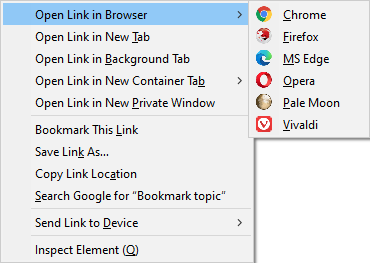 Open Link in Browser
Open Link in New Tab
Open Link in Background Tab
Open Link in New Container Tab
Open Link in New Private Window
Bookmark This Link
Save Link As...
Copy Link Location
Search Google for “Bookmark topic”
Send Link to Device
Inspect Element (Q)
Chrome
Firefox
MS Edge
Opera
Pale Moon
Vivaldi